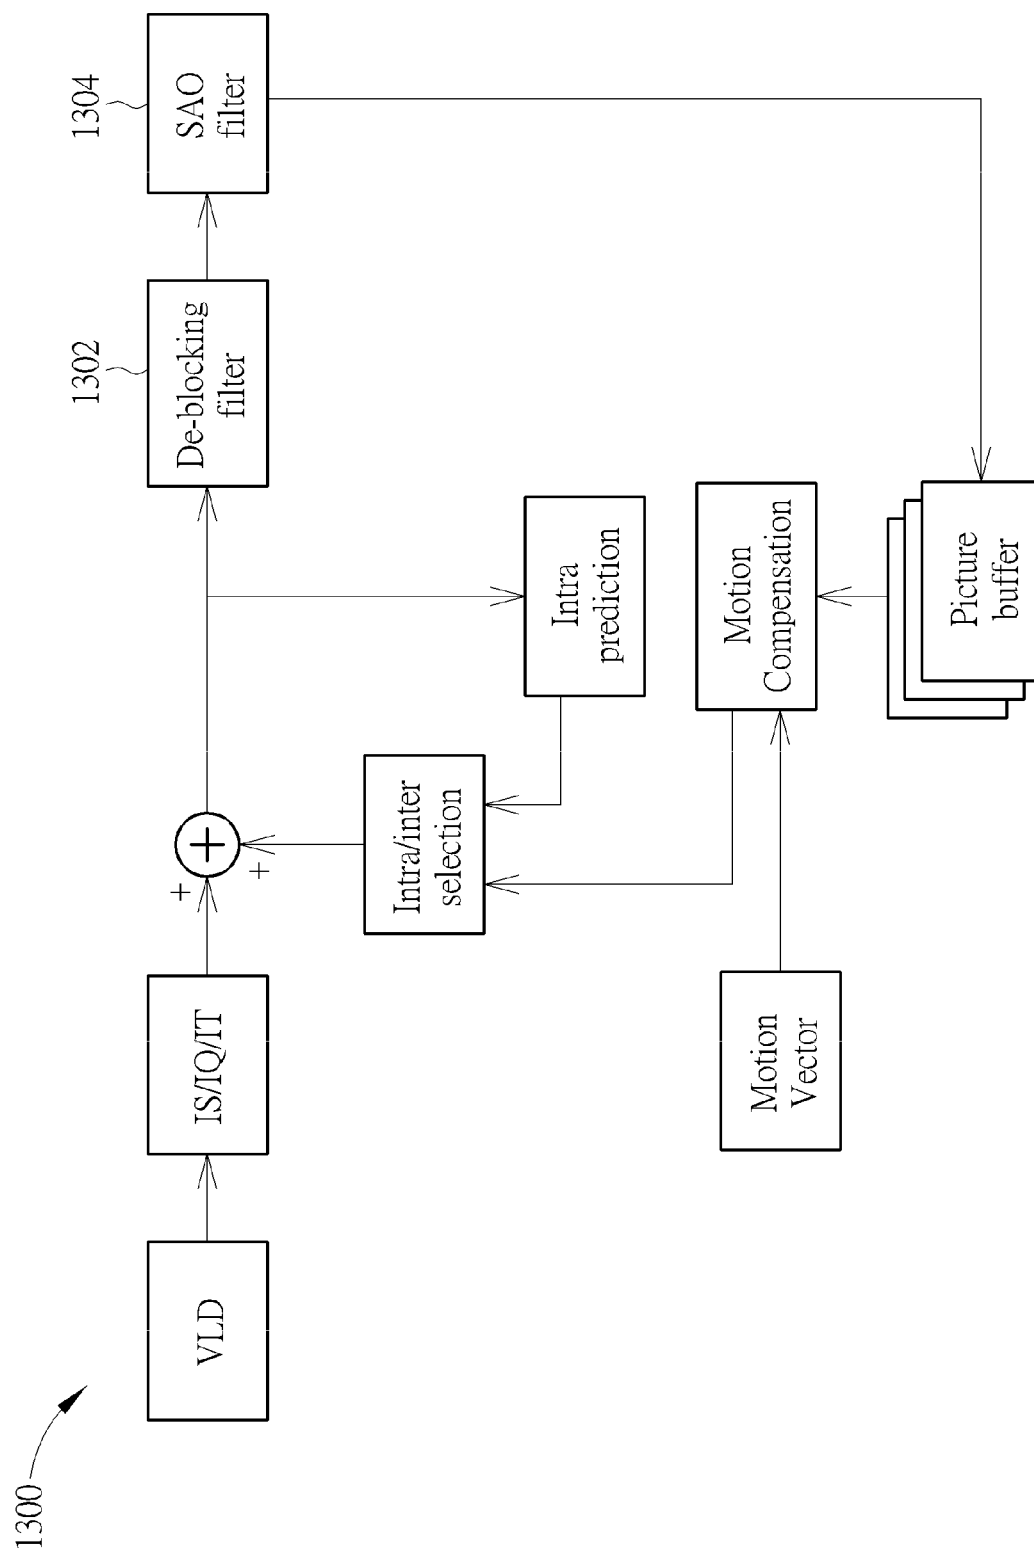 1300
VLD
IS/IQ/IT
+
+
+
1302
De-blocking
filter
1304
SAO
filter
Intra/inter
selection
Intra
prediction
Motion
Vector
Motion
Compensation
Picture
buffer